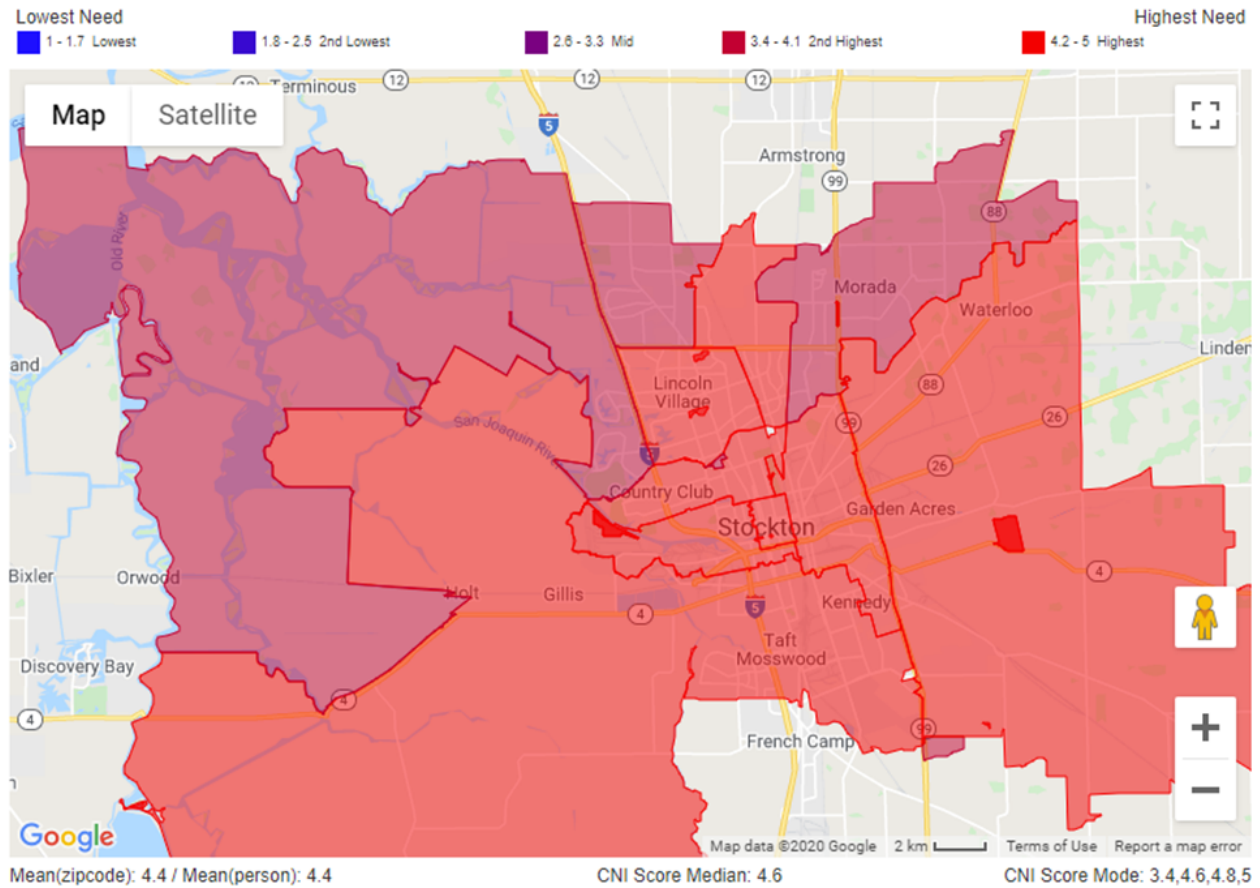 Lowest Need Highest Need
1 - 1.7 Lowest 1.8 - 2.5 2nd Lowest 2.6 - 3.3 Mid 3.4 - 4.1 2nd Highest 4.2 - 5 Highest
Map Satellite
12 Terminous 12 12 12
5
Armstrong
99
Old River
88
Morada
Waterloo
and
Linden
Lincoln
Village
88
26
San Joaquin River
99
5
26
Country Club
Garden Acres
Stockton
Bixler Orwood
4
Holt Gillis
4
5
Kennedy
Taft
Mosswood
Discovery Bay
4
4
99
French Camp
Google
Map data ©2020 Google 2 km Terms of Use Report a map error
Mean(zipcode): 4.4 / Mean(person): 4.4 CNI Score Median: 4.6 CNI Score Mode: 3.4,4.6,4.8,5